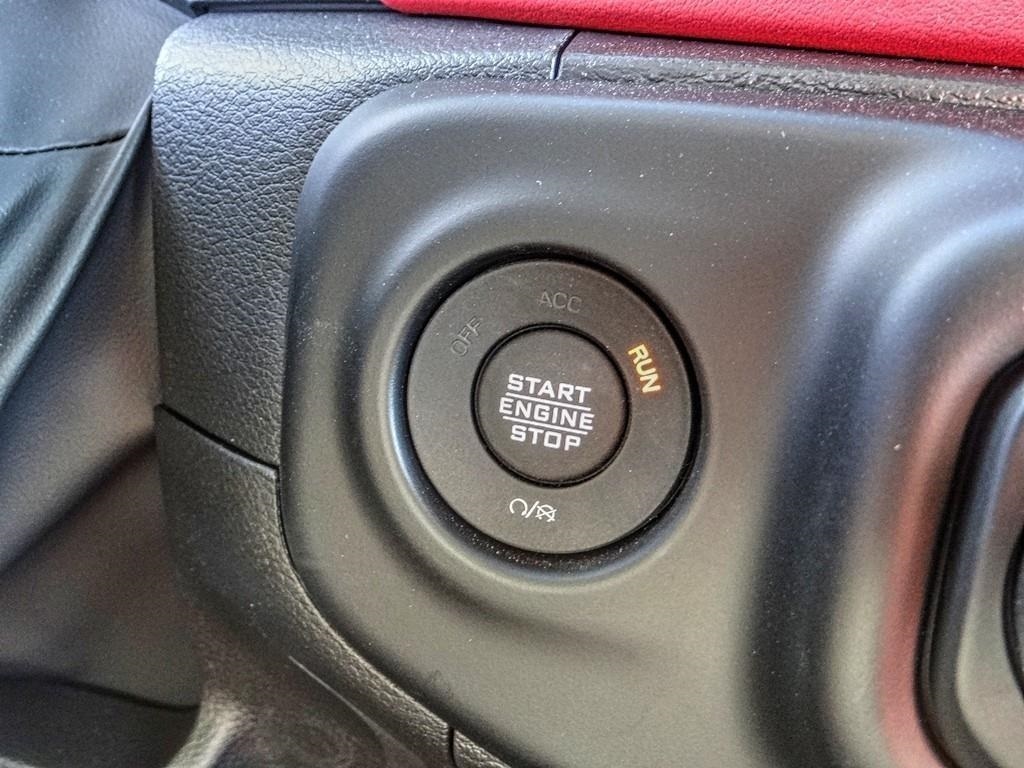 ACC
OFF
RUN
START
ENGINE
STOP